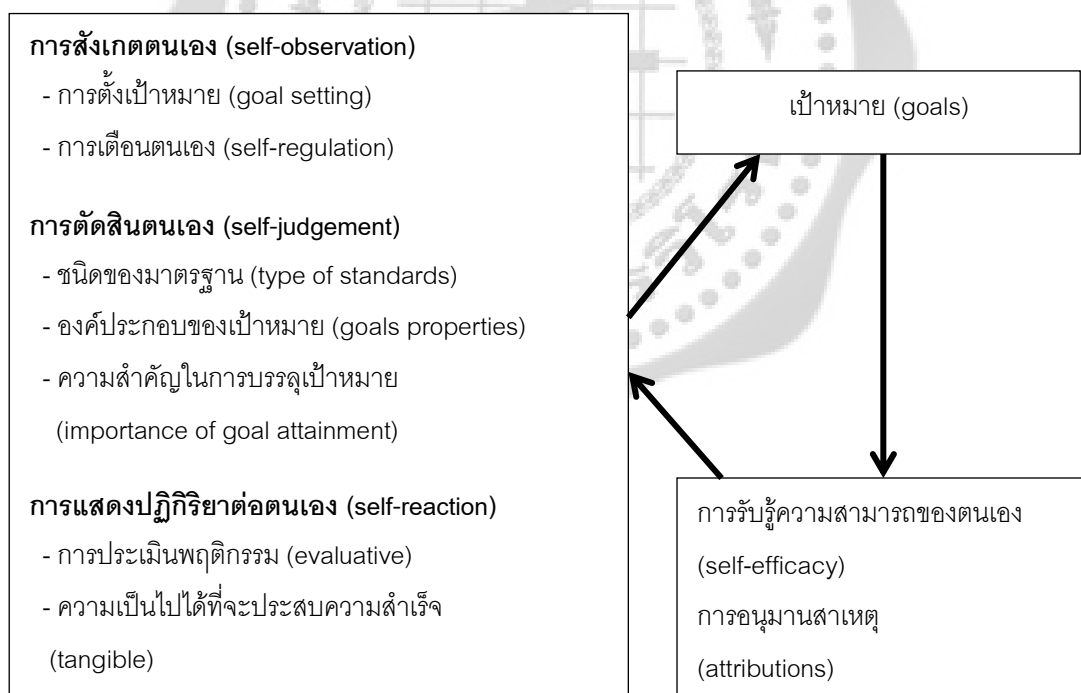 การสังเกตตนเอง (self-observation)
- การตั้งเป้าหมาย (goal setting)
- การเตือนตนเอง (self-regulation)
การตัดสินตนเอง (self-judgement)
- ชนิดของมาตรฐาน (type of standards)
- องค์ประกอบของเป้าหมาย (goals properties)
- ความสำคัญในการบรรลุเป้าหมาย
(importance of goal attainment)
การแสดงปฏิกิริยาต่อตนเอง (self-reaction)
- การประเมินพฤติกรรม (evaluative)
- ความเป็นไปได้ที่จะประสบความสำเร็จ
(tangible)
เป้าหมาย (goals)
การรับรู้ความสามารถของตนเอง
(self-efficacy)
การอนุมานสาเหตุ
(attributions)